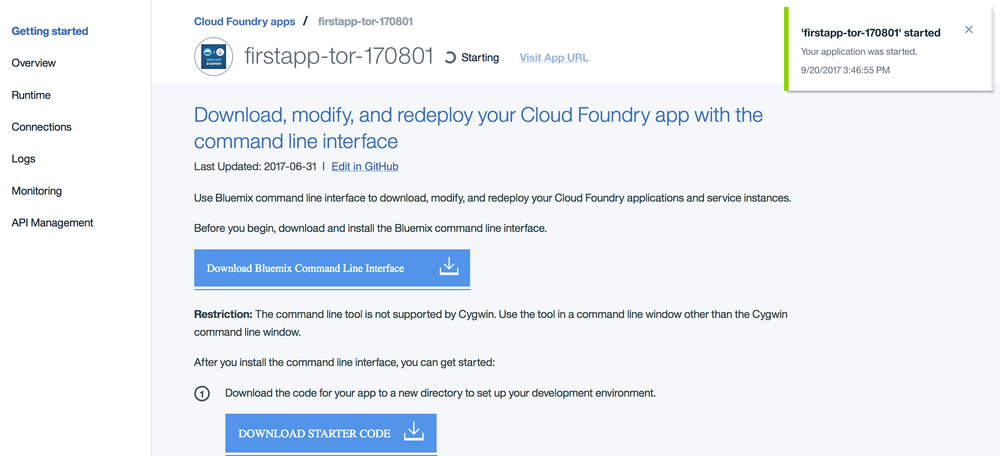 Getting started
Overview
Runtime
Connections
Logs
Monitoring
API Management
Cloud Foundry apps / firstapp-tor-170801
WEB APP
STARTER
firstapp-tor-170801 Starting Visit App URL
'firstapp-tor-170801' started
Your application was started.
9/20/2017 3:46:55 PM
Download, modify, and redeploy your Cloud Foundry app with the
command line interface
Last Updated: 2017-06-31 | Edit in GitHub
Use Bluemix command line interface to download, modify, and redeploy your Cloud Foundry applications and service instances.
Before you begin, download and install the Bluemix command line interface.
Download Bluemix Command Line Interface
Restriction: The command line tool is not supported by Cygwin. Use the tool in a command line window other than the Cygwin
command line window.
After you install the command line interface, you can get started:
1 Download the code for your app to a new directory to set up your development environment.
DOWNLOAD STARTER CODE